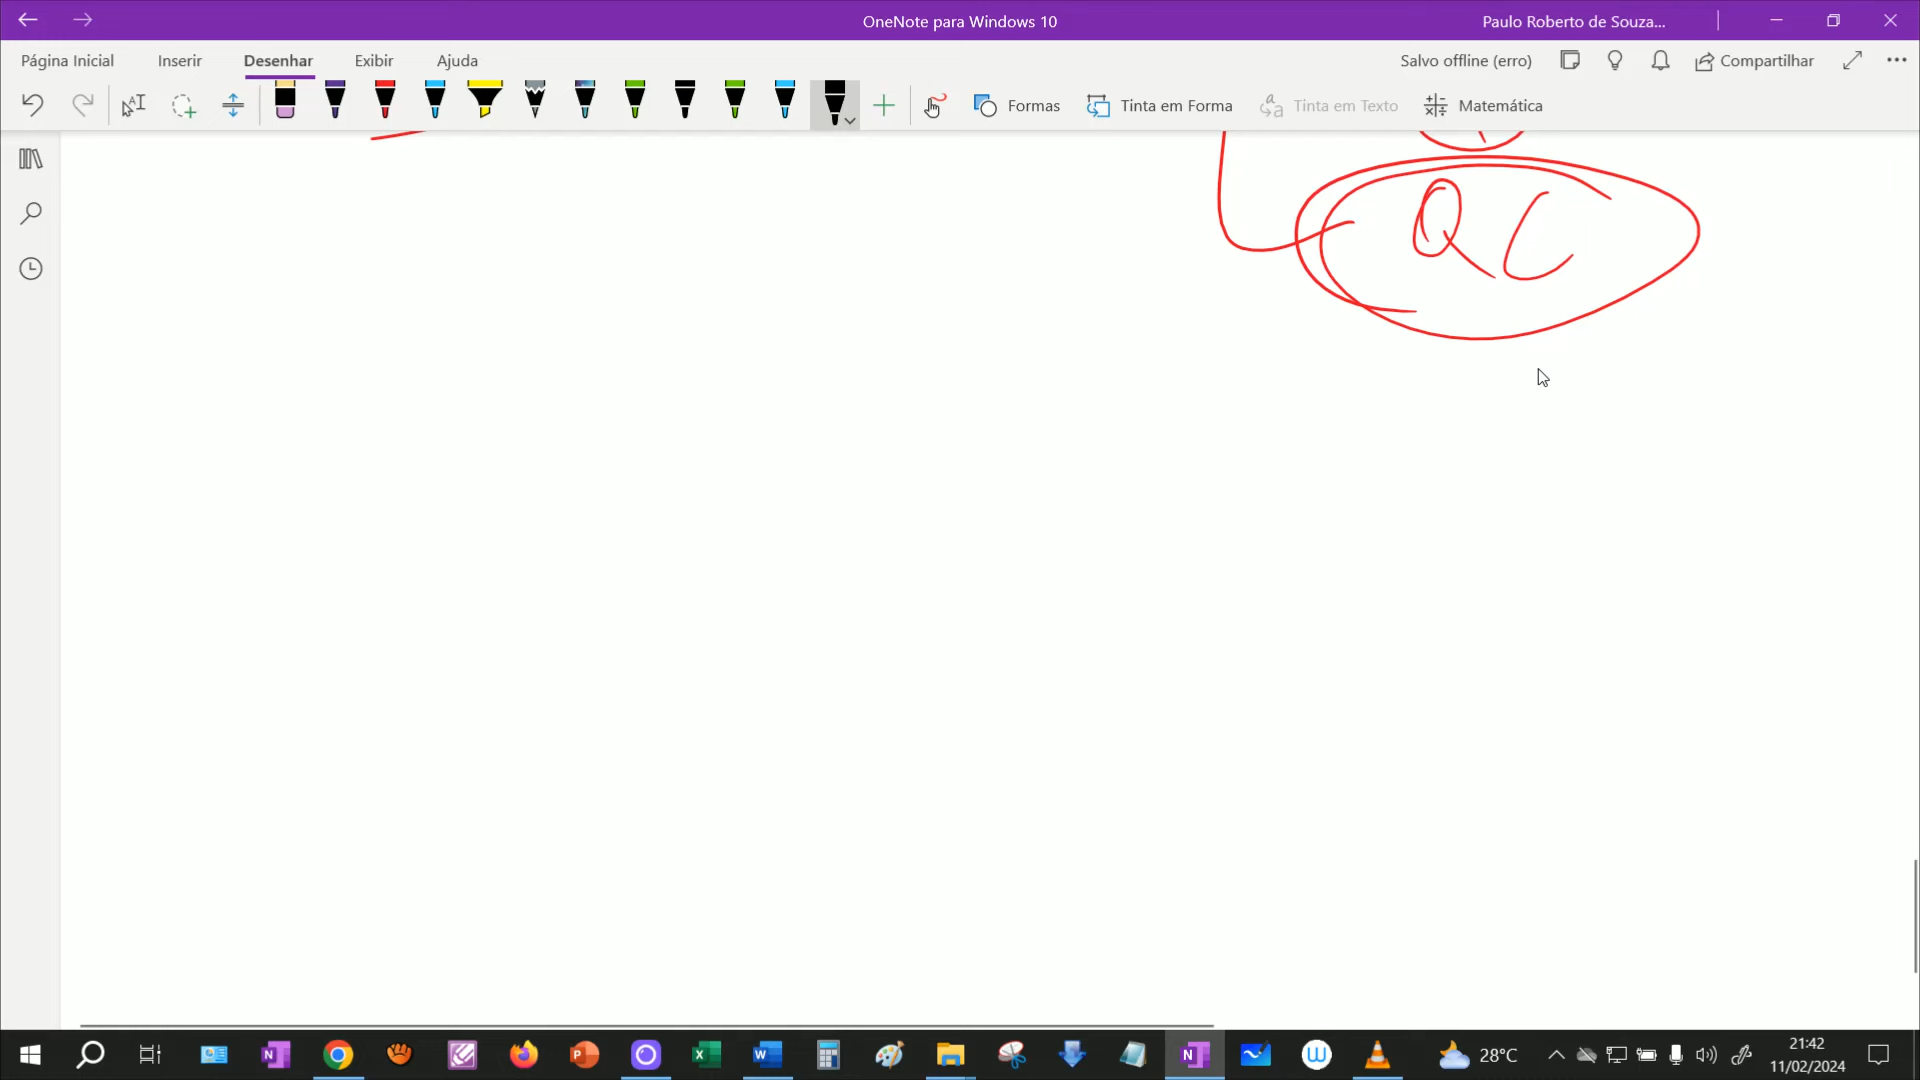 OneNote para Windows 10
Paulo Roberto de Souza...
Página Inicial
Inserir
Desenhar
Exibir
Ajuda
Salvo offline (erro)
Compartilhar
Formas
Tinta em Forma
Tinta em Texto
Matemática
QC
28°C
21:42
11/02/2024